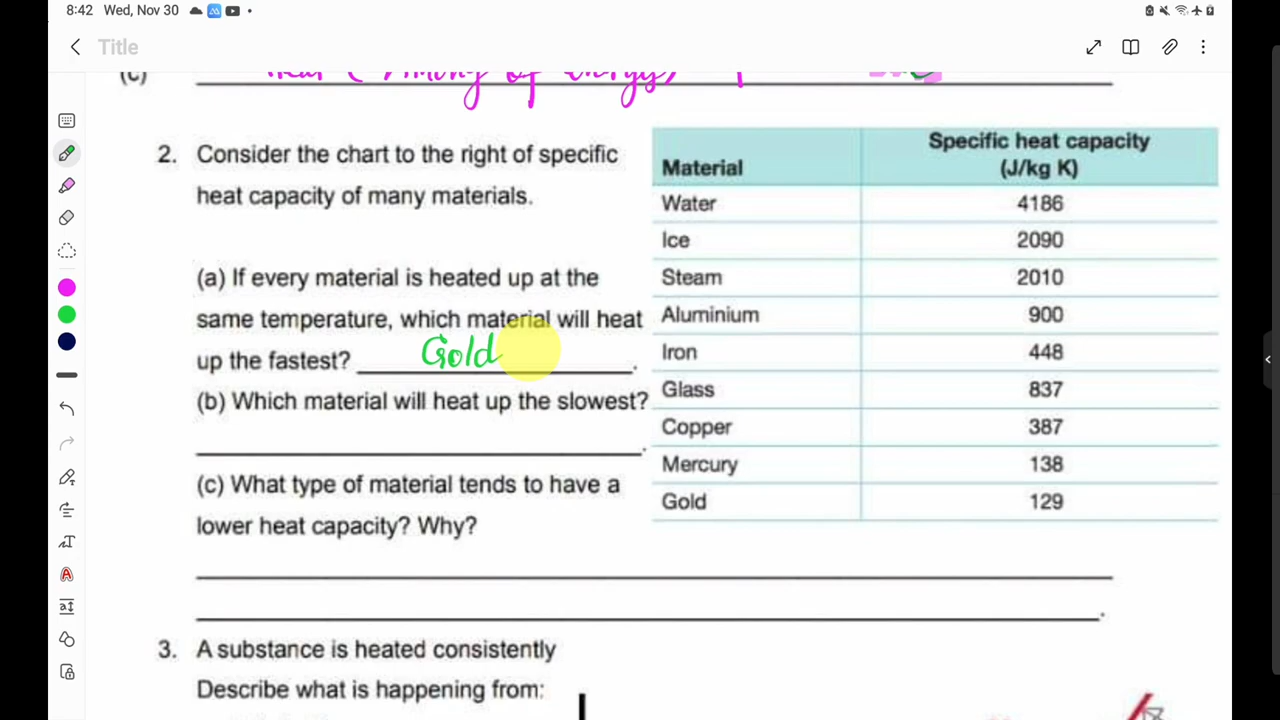 8:42 Wed, Nov 30
Title
(c)
2. Consider the chart to the right of specific
heat capacity of many materials.
(a) If every material is heated up at the
same temperature, which material will heat
up the fastest? Gold .
(b) Which material will heat up the slowest?
.
(c) What type of material tends to have a
lower heat capacity? Why?
.
Material Specific heat capacity
(J/kg K)
Water 4186
Ice 2090
Steam 2010
Aluminium 900
Iron 448
Glass 837
Copper 387
Mercury 138
Gold 129
3. A substance is heated consistently
Describe what is happening from: